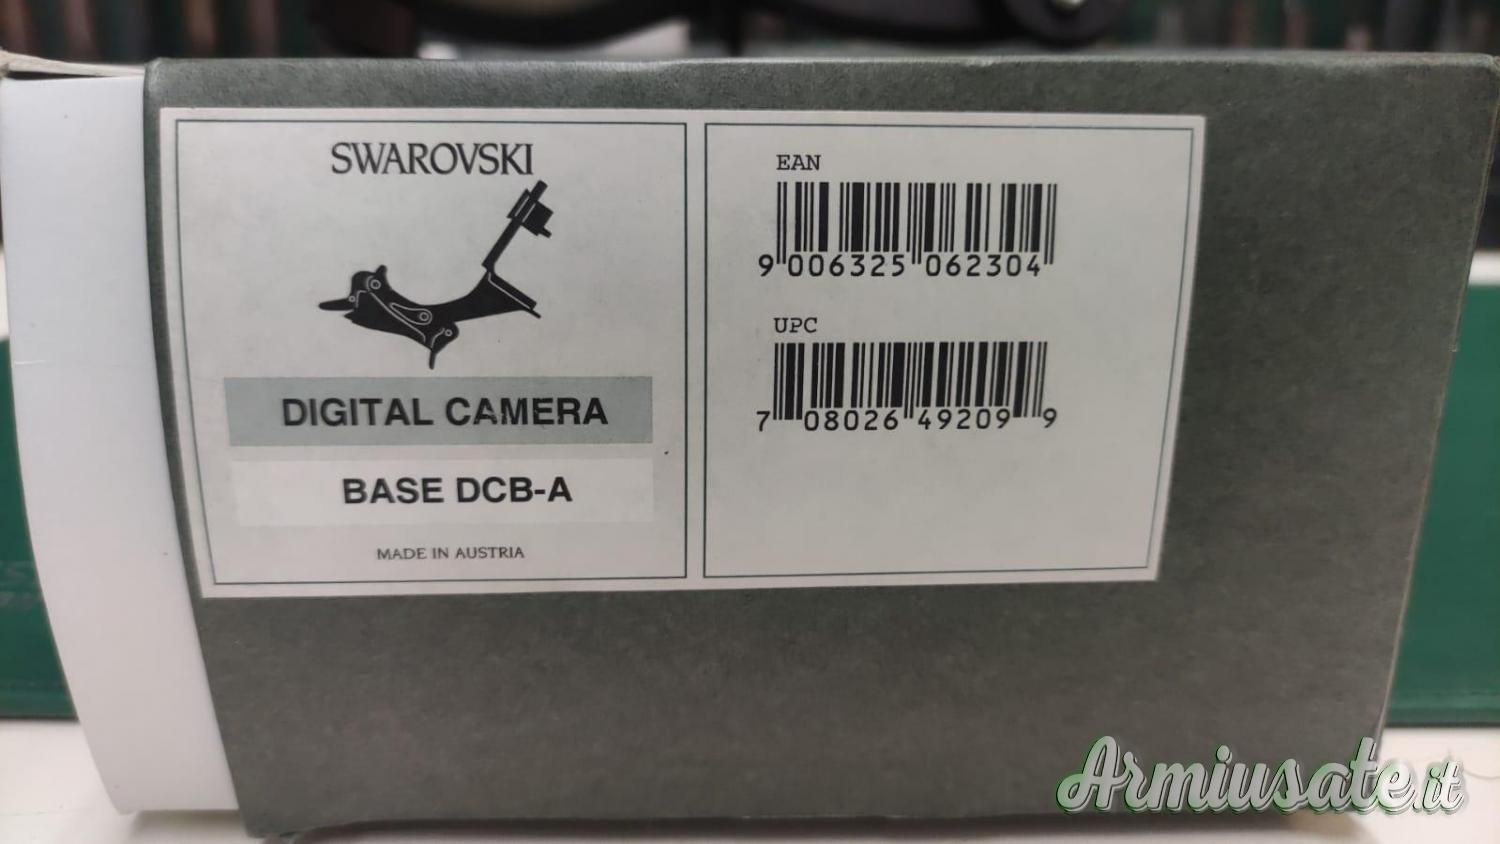 SWAROVSKI
DIGITAL CAMERA
BASE DCB-A
MADE IN AUSTRIA
EAN
9 006325 062304
UPC
7 08026 49209 9
Armiusate.it